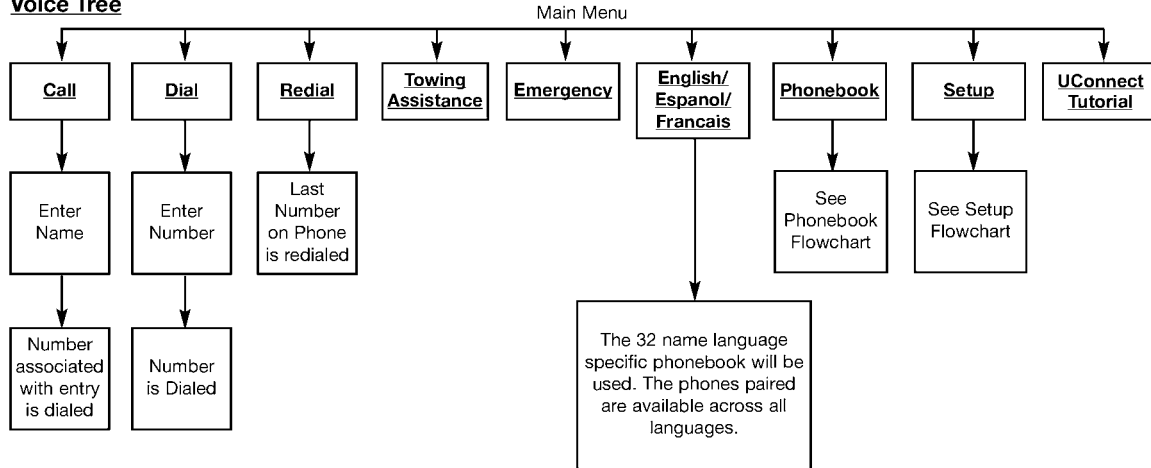 Voice Tree
Main Menu
Call
Dial
Redial
Towing
Assistance
Emergency
English/
Espanol/
Francais
Phonebook
Setup
UConnect
Tutorial
Enter
Name
Enter
Number
Last
Number
on Phone
is redialed
See
Phonebook
Flowchart
See Setup
Flowchart
Number
associated
with entry
is dialed
Number
is Dialed
The 32 name language
specific phonebook will be
used. The phones paired
are available across all
languages.